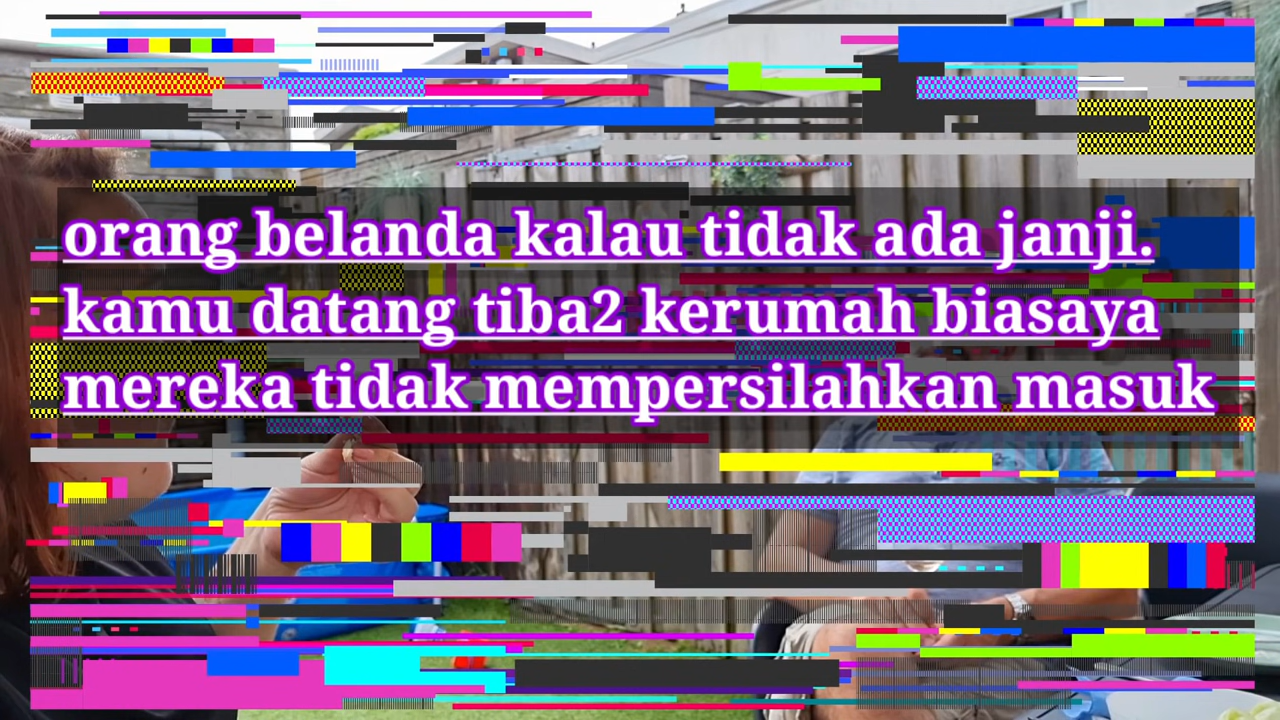 orang belanda kalau tidak ada janji.
kamu datang tiba2 kerumah biasaya
mereka tidak mempersilahkan masuk